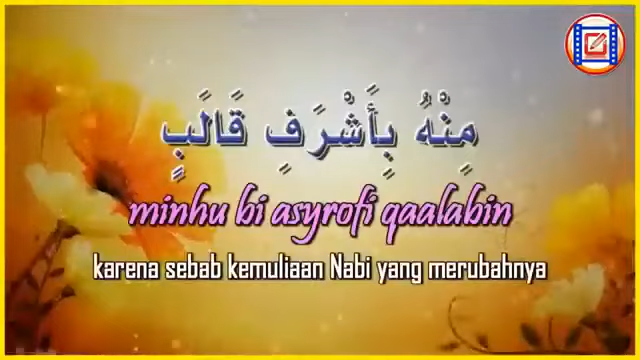 مِنْهُ بِأَشْرَفِ قَالَبٍ
minhu bi asyrofi qaalabin
karena sebab kemuliaan Nabi yang merubahnya